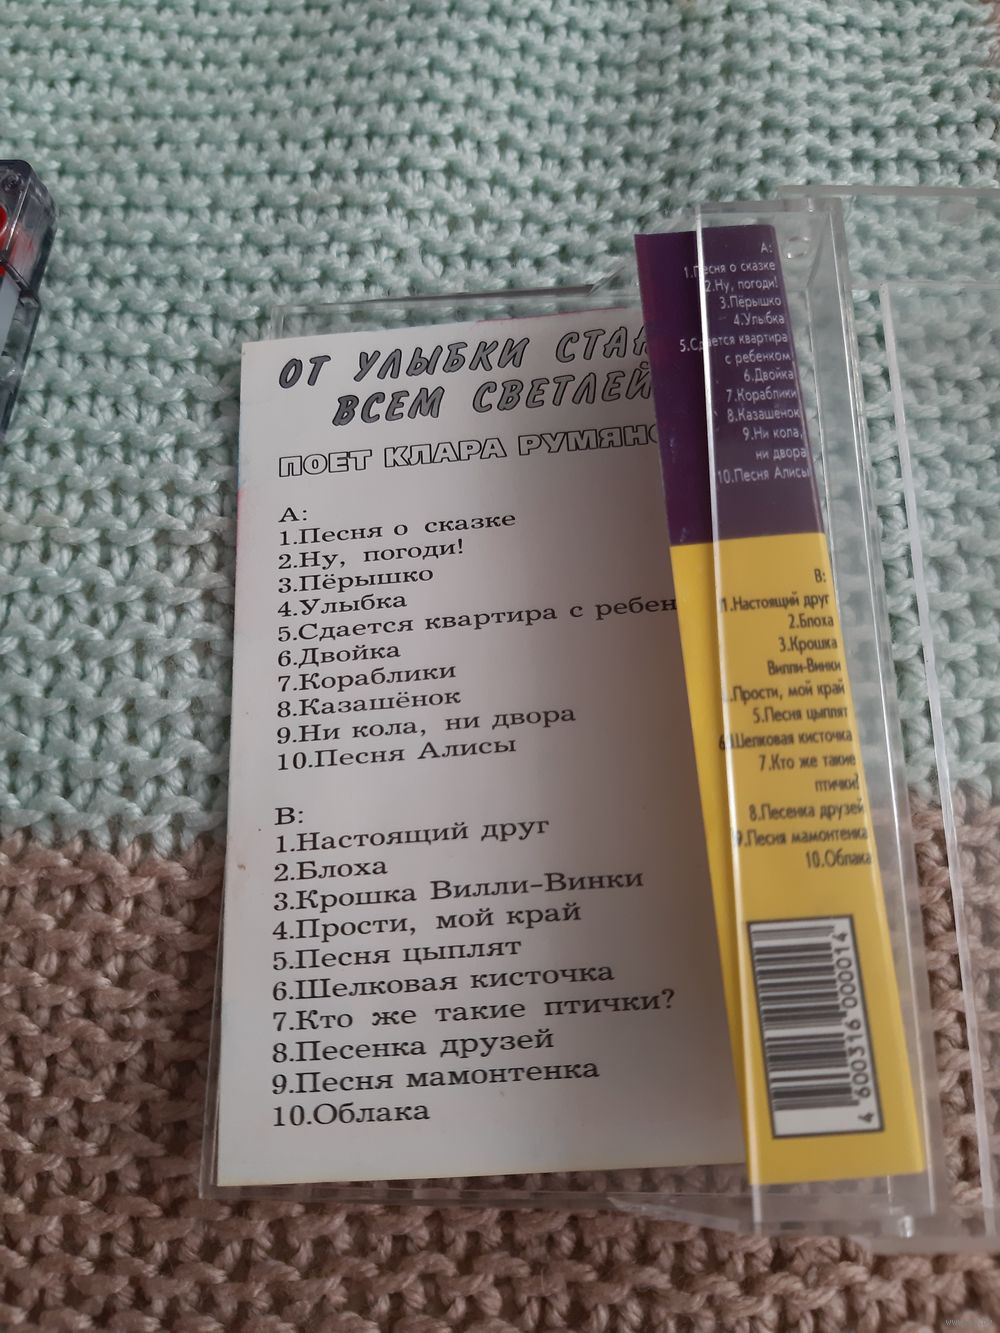 ОТ УЛЫБКИ СТАН
ВСЕМ СВЕТЛЕЙ
ПОЕТ КЛАРА РУМЯНО
А:
1.Песня о сказке
2.Ну, погоди!
3.Пёрышко
4.Улыбка
5.Сдается квартира с ребен
6.Двойка
7.Кораблики
8.Казашёнок
9.Ни кола, ни двора
10.Песня Алисы
В:
1.Настоящий друг
2.Блоха
3.Крошка Вилли-Винки
4.Прости, мой край
5.Песня цыплят
6.Шелковая кисточка
7.Кто же такие птички?
8.Песенка друзей
9.Песня мамонтенка
10.Облака
А:
1.Песня о сказке
2.Ну, погоди!
3.Пёрышко
4.Улыбка
5.Сдается квартира
с ребенком
6.Двойка
7.Кораблики
8.Казашёнок
9.Ни кола,
ни двора
10.Песня Алисы
В:
1.Настоящий друг
2.Блоха
3.Крошка
Вилли-Винки
4.Прости, мой край
5.Песня цыплят
6.Шелковая кисточка
7.Кто же такие
птички!
8.Песенка друзей
9.Песня мамонтенка
10.Облака
4 600316 000014